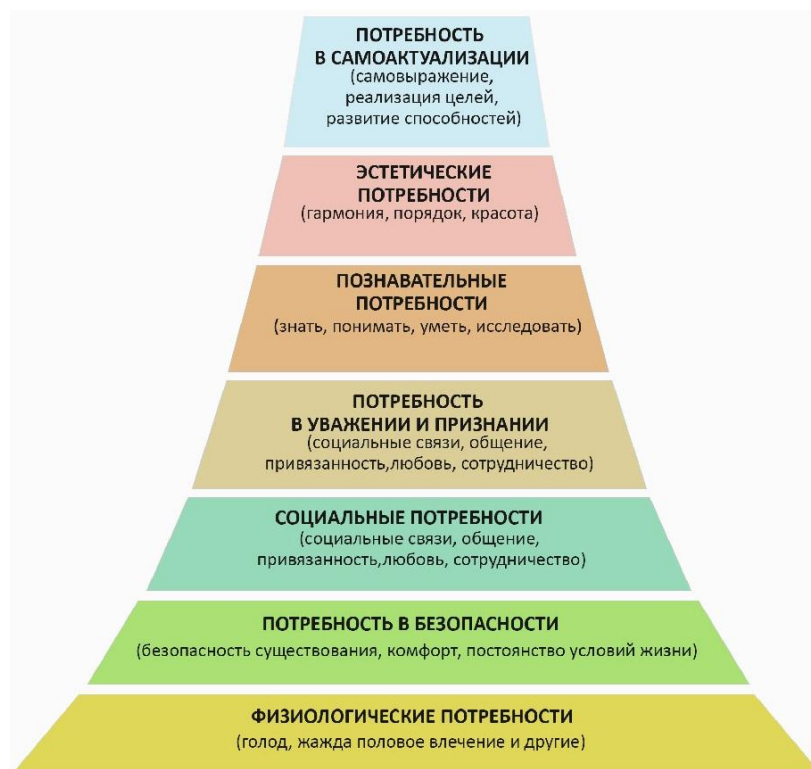 ПОТРЕБНОСТЬ
В САМОАКТУАЛИЗАЦИИ
(самовыражение,
реализация целей,
развитие способностей)
ЭСТЕТИЧЕСКИЕ
ПОТРЕБНОСТИ
(гармония, порядок, красота)
ПОЗНАВАТЕЛЬНЫЕ
ПОТРЕБНОСТИ
(знать, понимать, уметь, исследовать)
ПОТРЕБНОСТЬ
В УВАЖЕНИИ И ПРИЗНАНИИ
(социальные связи, общение,
привязанность,любовь, сотрудничество)
СОЦИАЛЬНЫЕ ПОТРЕБНОСТИ
(социальные связи, общение,
привязанность,любовь, сотрудничество)
ПОТРЕБНОСТЬ В БЕЗОПАСНОСТИ
(безопасность существования, комфорт, постоянство условий жизни)
ФИЗИОЛОГИЧЕСКИЕ ПОТРЕБНОСТИ
(голод, жажда половое влечение и другие)